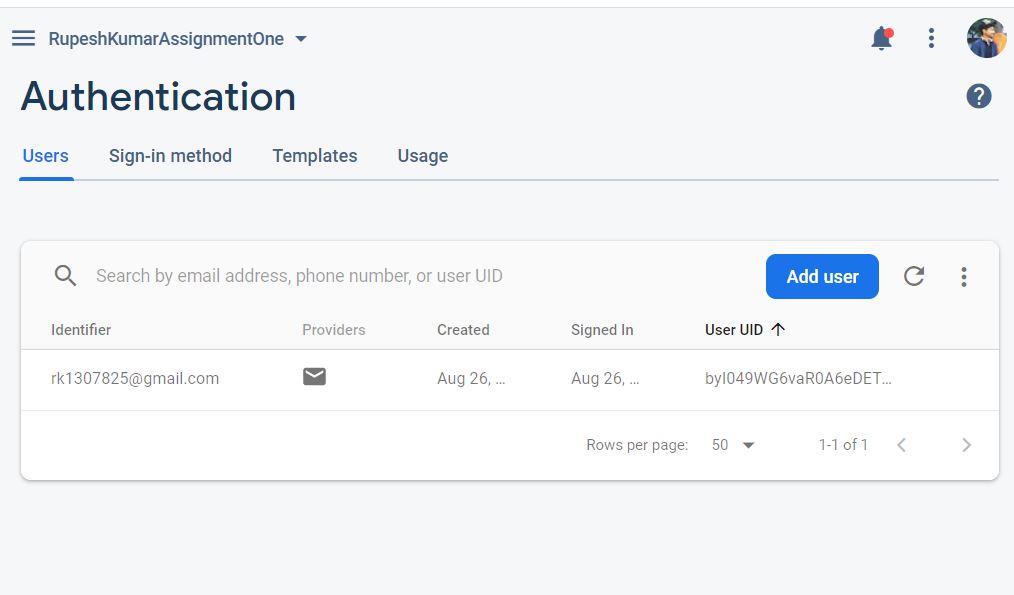 RupeshKumarAssignmentOne
Authentication
Users Sign-in method Templates Usage
Search by email address, phone number, or user UID Add user
Identifier Providers Created Signed In User UID
rk1307825@gmail.com Aug 26, ... Aug 26, ... byI049WG6vaR0A6eDET...
Rows per page: 50 1-1 of 1